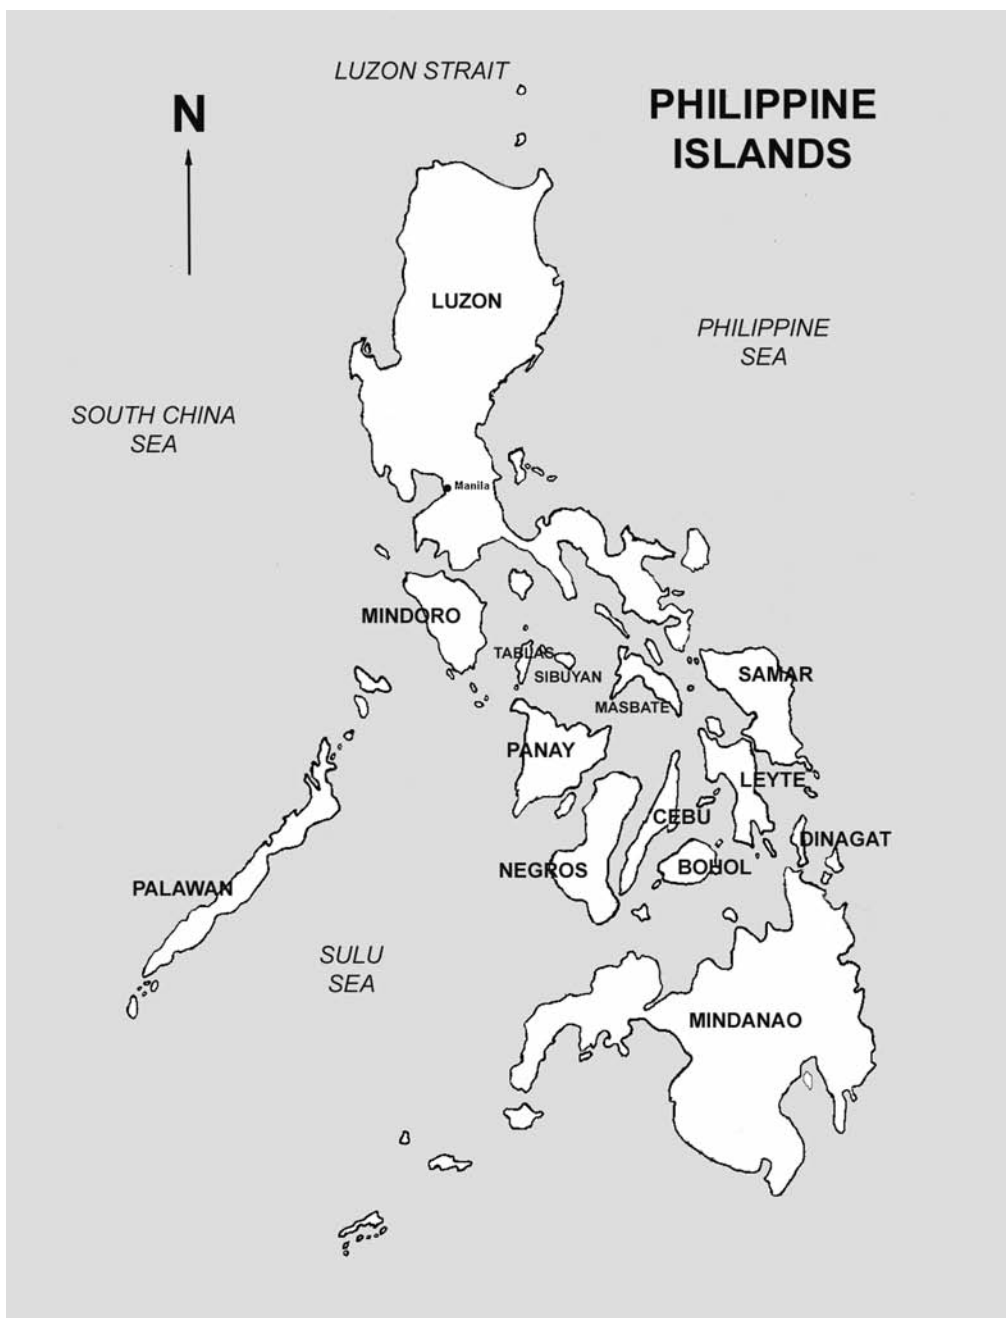 LUZON STRAIT
N
PHILIPPINE
ISLANDS
LUZON
PHILIPPINE
SEA
SOUTH CHINA
SEA
Manila
MINDORO
TABLAS
SIBUYAN
SAMAR
MASBATE
PANAY
LEYTE
CEBU
DINAGAT
NEGROS
BOHOL
PALAWAN
SULU
SEA
MINDANAO